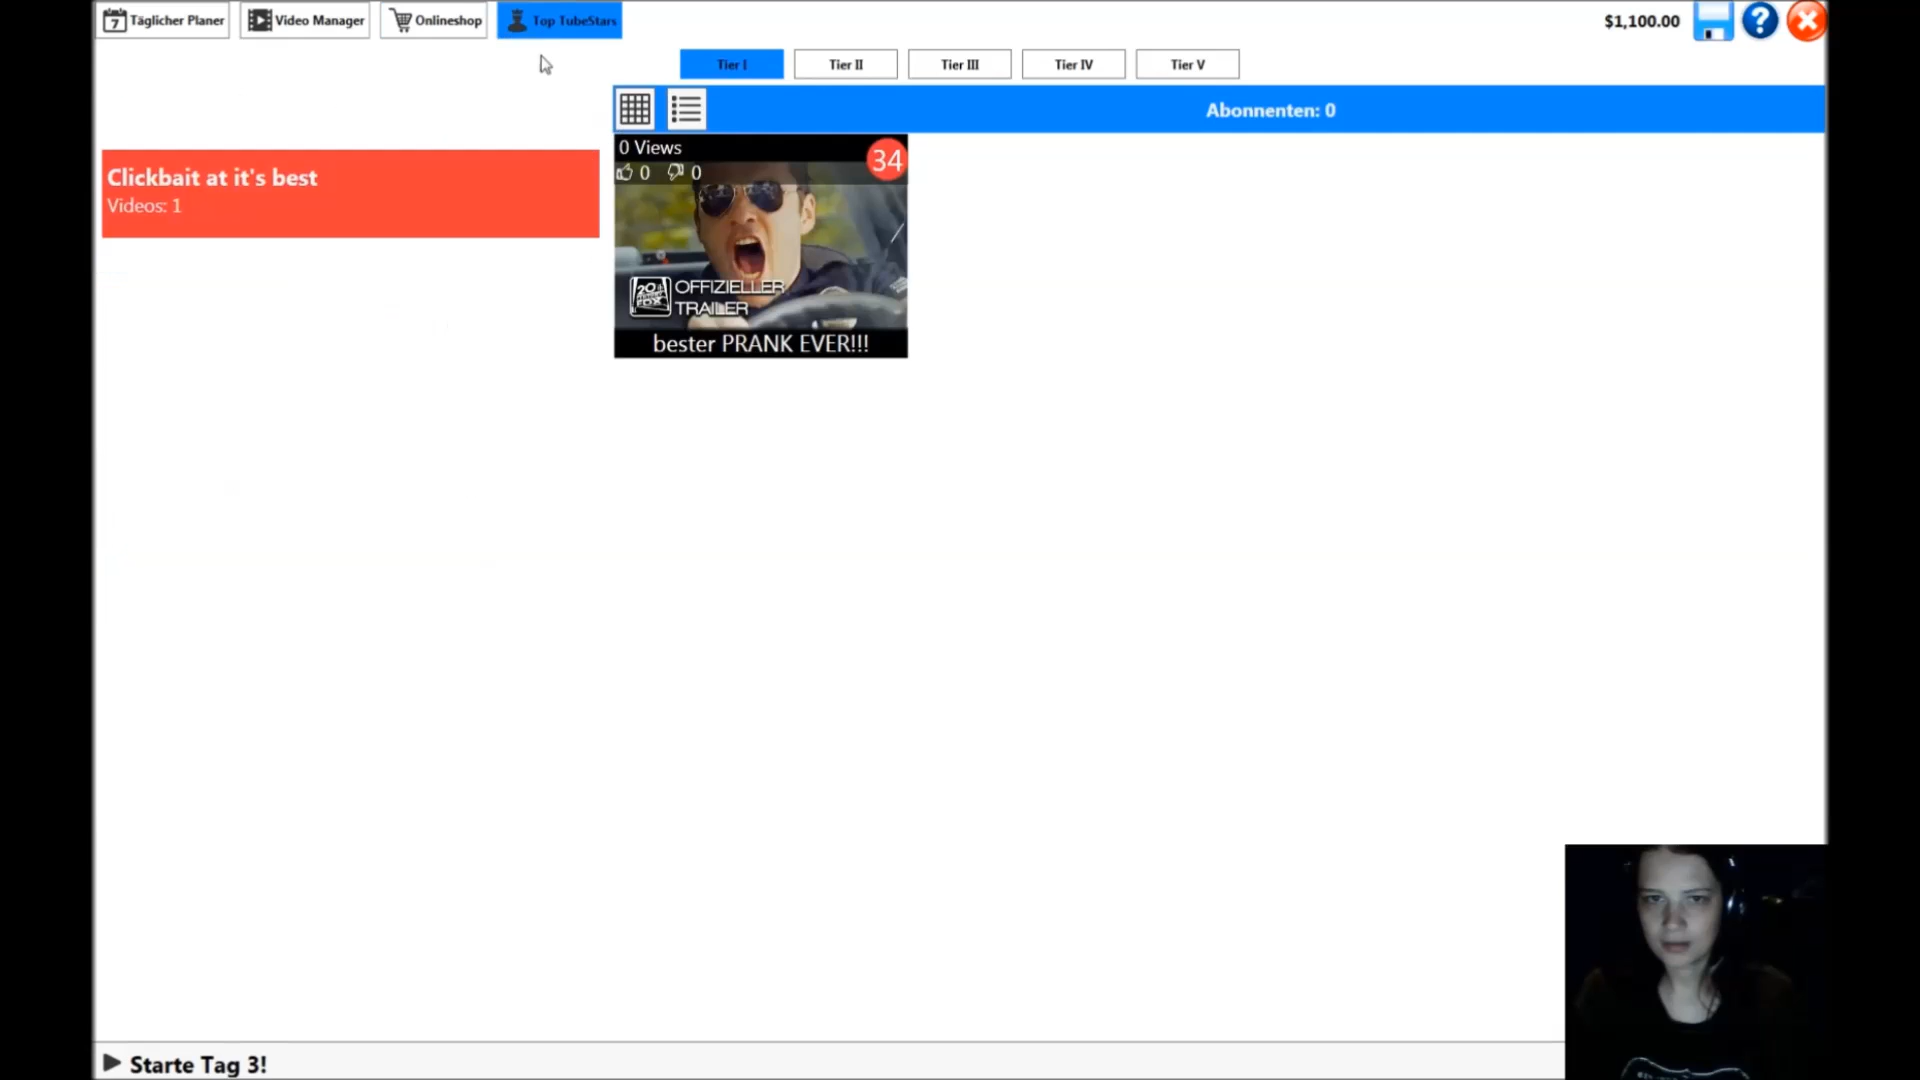 7 Täglicher Planer
Video Manager
Onlineshop
Top TubeStars
$1,100.00
?
Tier I
Tier II
Tier III
Tier IV
Tier V
Abonnenten: 0
Clickbait at it's best
Videos: 1
0 Views
34
0
0
OFFIZIELLER
TRAILER
bester PRANK EVER!!!
Starte Tag 3!